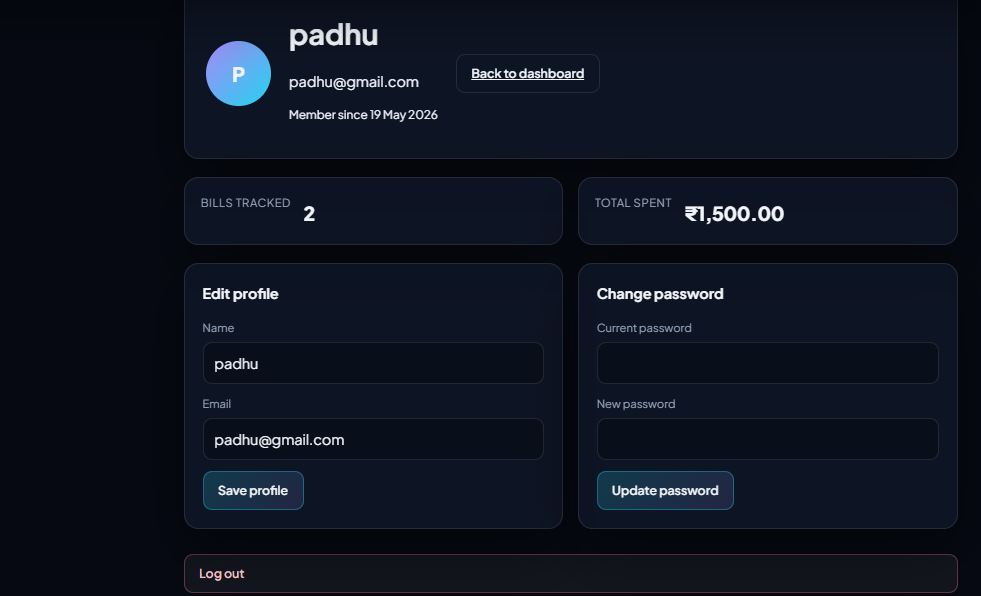 padhu
P
padhu@gmail.com
Back to dashboard
Member since 19 May 2026
BILLS TRACKED
2
TOTAL SPENT
₹1,500.00
Edit profile
Name
padhu
Email
padhu@gmail.com
Save profile
Change password
Current password
New password
Update password
Log out